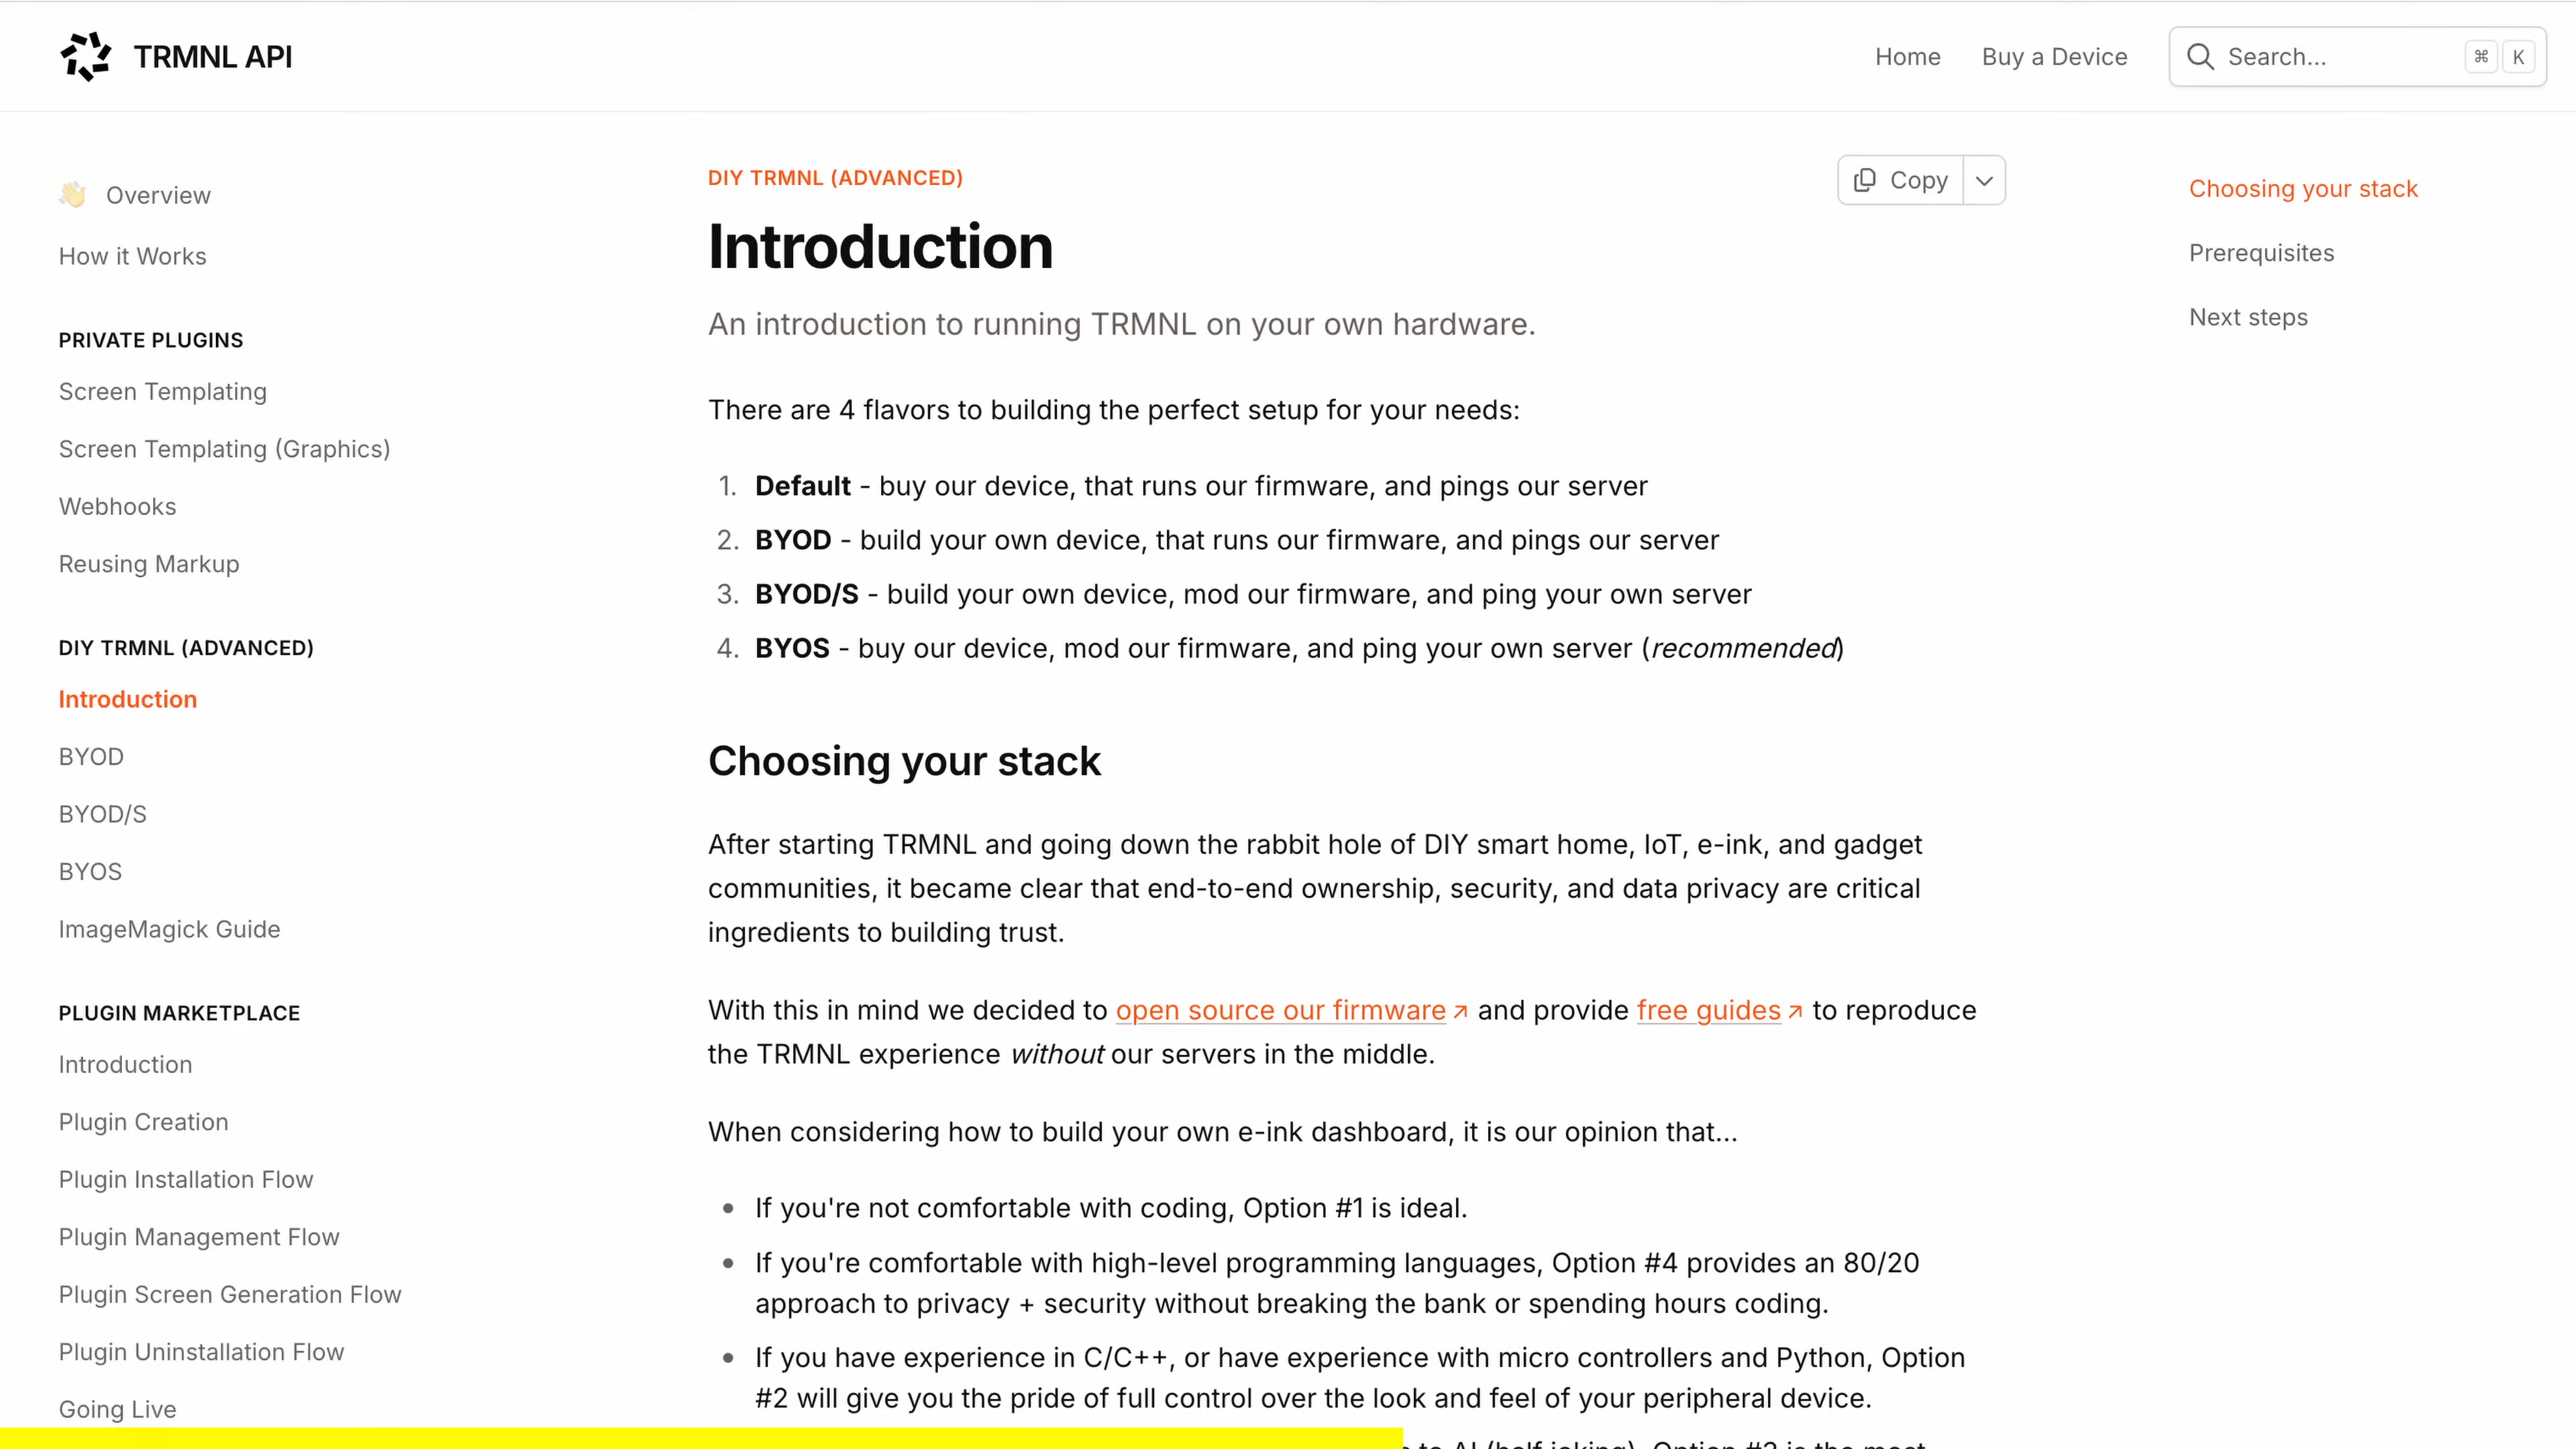 TRMNL API
Home
Buy a Device
Search...
⌘ K
👋 Overview
How it Works
PRIVATE PLUGINS
Screen Templating
Screen Templating (Graphics)
Webhooks
Reusing Markup
DIY TRMNL (ADVANCED)
Introduction
BYOD
BYOD/S
BYOS
ImageMagick Guide
PLUGIN MARKETPLACE
Introduction
Plugin Creation
Plugin Installation Flow
Plugin Management Flow
Plugin Screen Generation Flow
Plugin Uninstallation Flow
Going Live
DIY TRMNL (ADVANCED)
Copy
Introduction
An introduction to running TRMNL on your own hardware.
There are 4 flavors to building the perfect setup for your needs:
1. Default - buy our device, that runs our firmware, and pings our server
2. BYOD - build your own device, that runs our firmware, and pings our server
3. BYOD/S - build your own device, mod our firmware, and ping your own server
4. BYOS - buy our device, mod our firmware, and ping your own server (recommended)
Choosing your stack
After starting TRMNL and going down the rabbit hole of DIY smart home, IoT, e-ink, and gadget
communities, it became clear that end-to-end ownership, security, and data privacy are critical
ingredients to building trust.
With this in mind we decided to open source our firmware ↗ and provide free guides ↗ to reproduce
the TRMNL experience without our servers in the middle.
When considering how to build your own e-ink dashboard, it is our opinion that...
• If you're not comfortable with coding, Option #1 is ideal.
• If you're comfortable with high-level programming languages, Option #4 provides an 80/20
approach to privacy + security without breaking the bank or spending hours coding.
• If you have experience in C/C++, or have experience with micro controllers and Python, Option
#2 will give you the pride of full control over the look and feel of your peripheral device.
to AI (half joking), Option #3 is the most
Choosing your stack
Prerequisites
Next steps